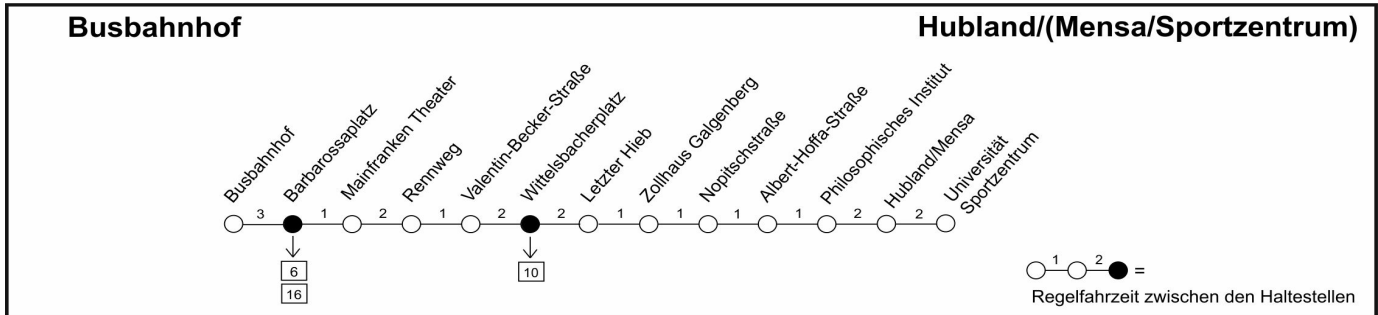 Busbahnhof
Hubland/(Mensa/Sportzentrum)
Busbahnhof
Barbarossaplatz
Mainfranken Theater
Rennweg
Valentin-Becker-Straße
Wittelsbacherplatz
Letzter Hieb
Zollhaus Galgenberg
Nopitschstraße
Albert-Hoffa-Straße
Philosophisches Institut
Hubland/Mensa
Universität
Sportzentrum
3 1 2 1 2 2 1 1 1 1 2 2
6
16
10
1 2 =
Regelfahrzeit zwischen den Haltestellen